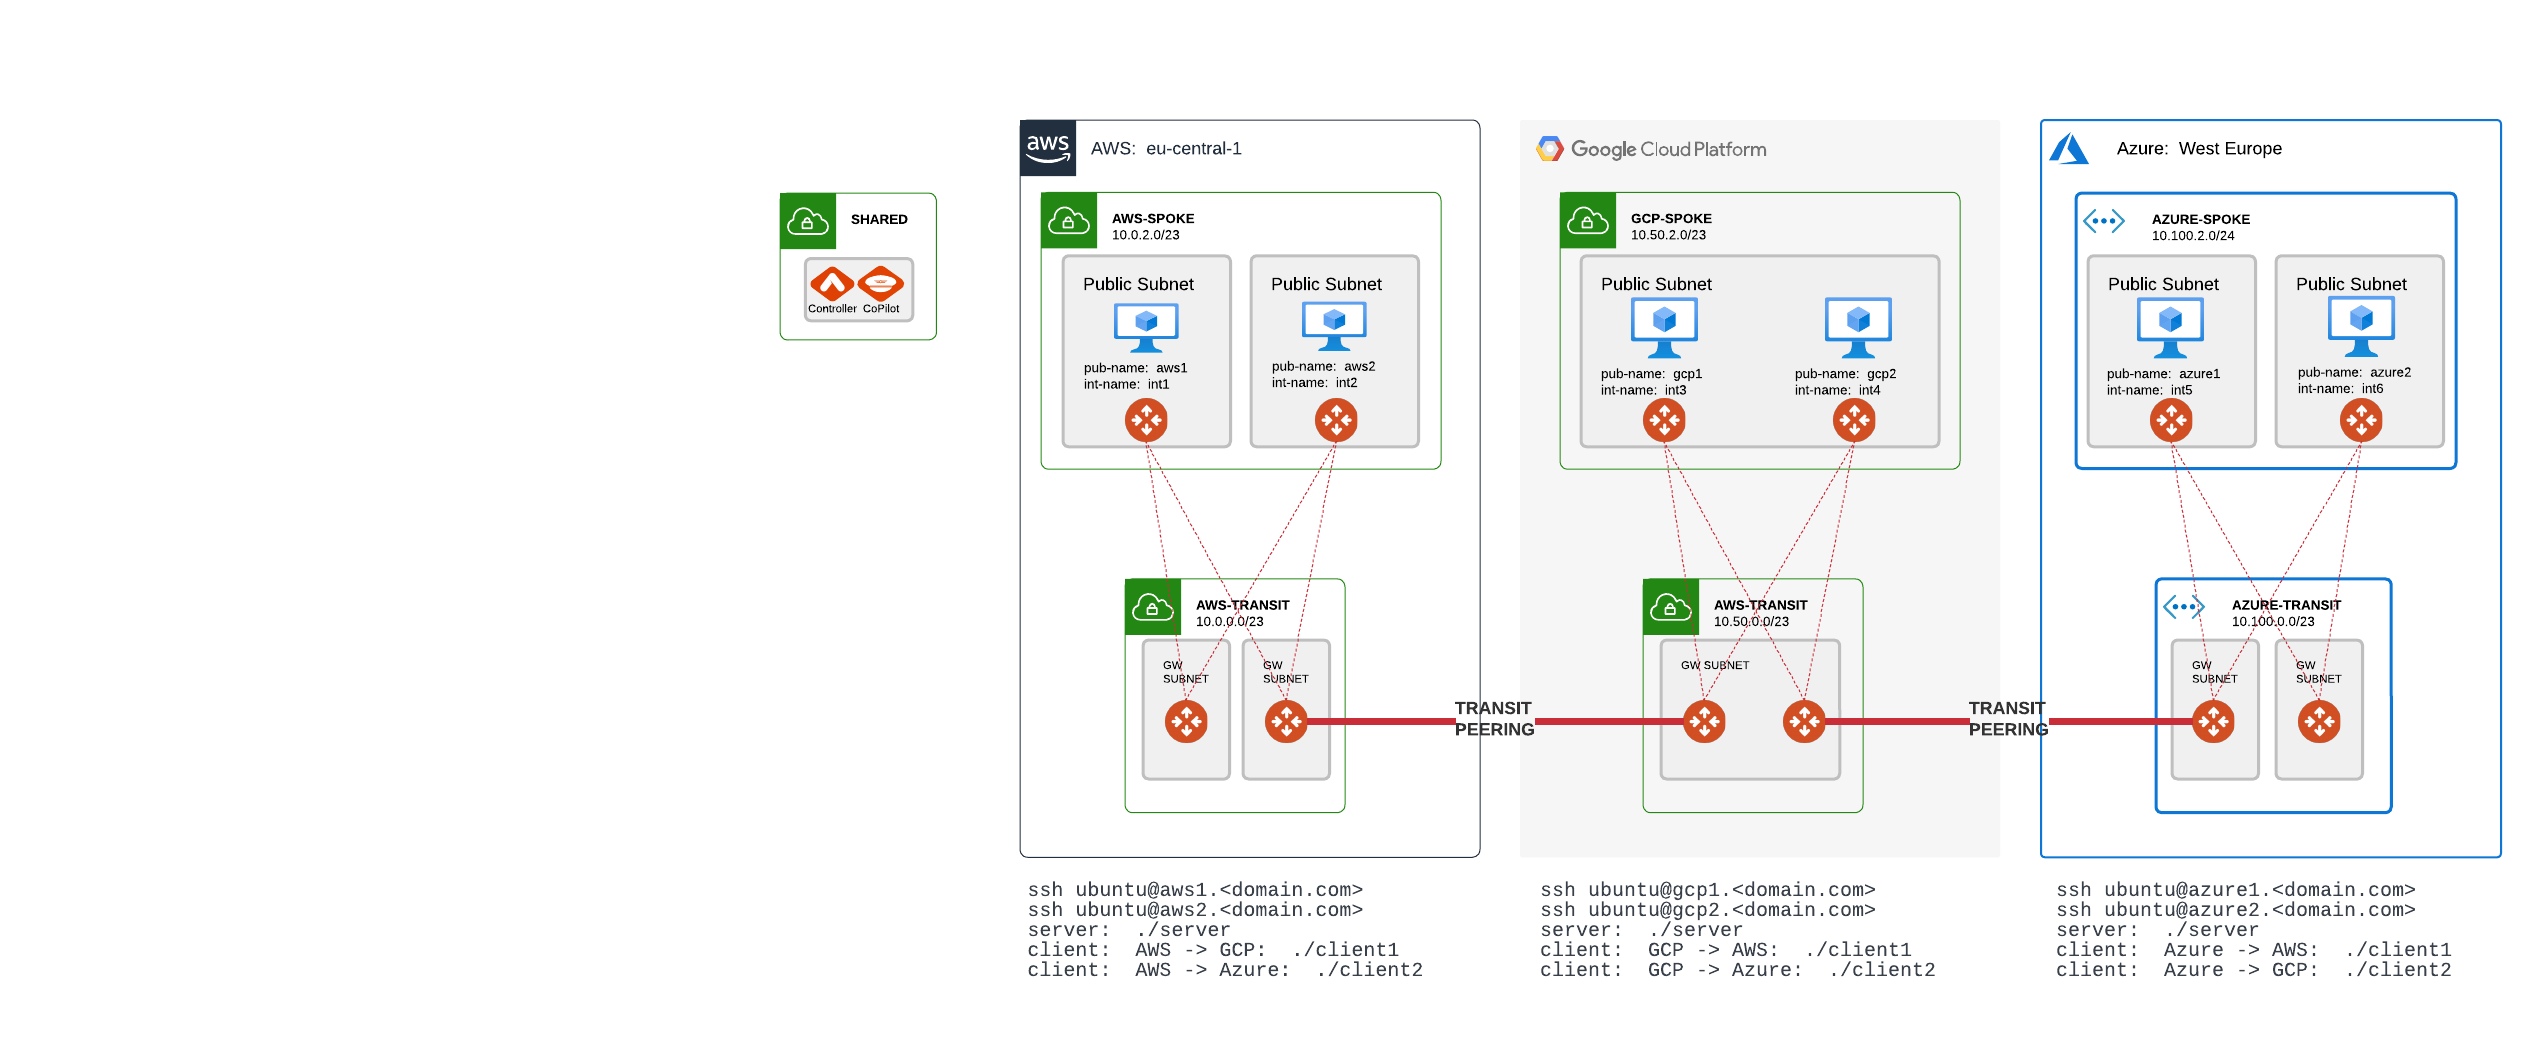 aws
AWS:  eu-central-1
Google Cloud Platform
Azure:  West Europe
SHARED
Controller
CoPilot
AWS-SPOKE
10.0.2.0/23
Public Subnet
pub-name:  aws1
int-name:  int1
Public Subnet
pub-name:  aws2
int-name:  int2
GCP-SPOKE
10.50.2.0/23
Public Subnet
pub-name:  gcp1
int-name:  int3
pub-name:  gcp2
int-name:  int4
AZURE-SPOKE
10.100.2.0/24
Public Subnet
pub-name:  azure1
int-name:  int5
Public Subnet
pub-name:  azure2
int-name:  int6
AWS-TRANSIT
10.0.0.0/23
GW
SUBNET
GW
SUBNET
TRANSIT
PEERING
AWS-TRANSIT
10.50.0.0/23
GW SUBNET
TRANSIT
PEERING
AZURE-TRANSIT
10.100.0.0/23
GW
SUBNET
GW
SUBNET
ssh ubuntu@aws1.<domain.com>
ssh ubuntu@aws2.<domain.com>
server:  ./server
client:  AWS -> GCP:  ./client1
client:  AWS -> Azure:  ./client2
ssh ubuntu@gcp1.<domain.com>
ssh ubuntu@gcp2.<domain.com>
server:  ./server
client:  GCP -> AWS:  ./client1
client:  GCP -> Azure:  ./client2
ssh ubuntu@azure1.<domain.com>
ssh ubuntu@azure2.<domain.com>
server:  ./server
client:  Azure -> AWS:  ./client1
client:  Azure -> GCP:  ./client2